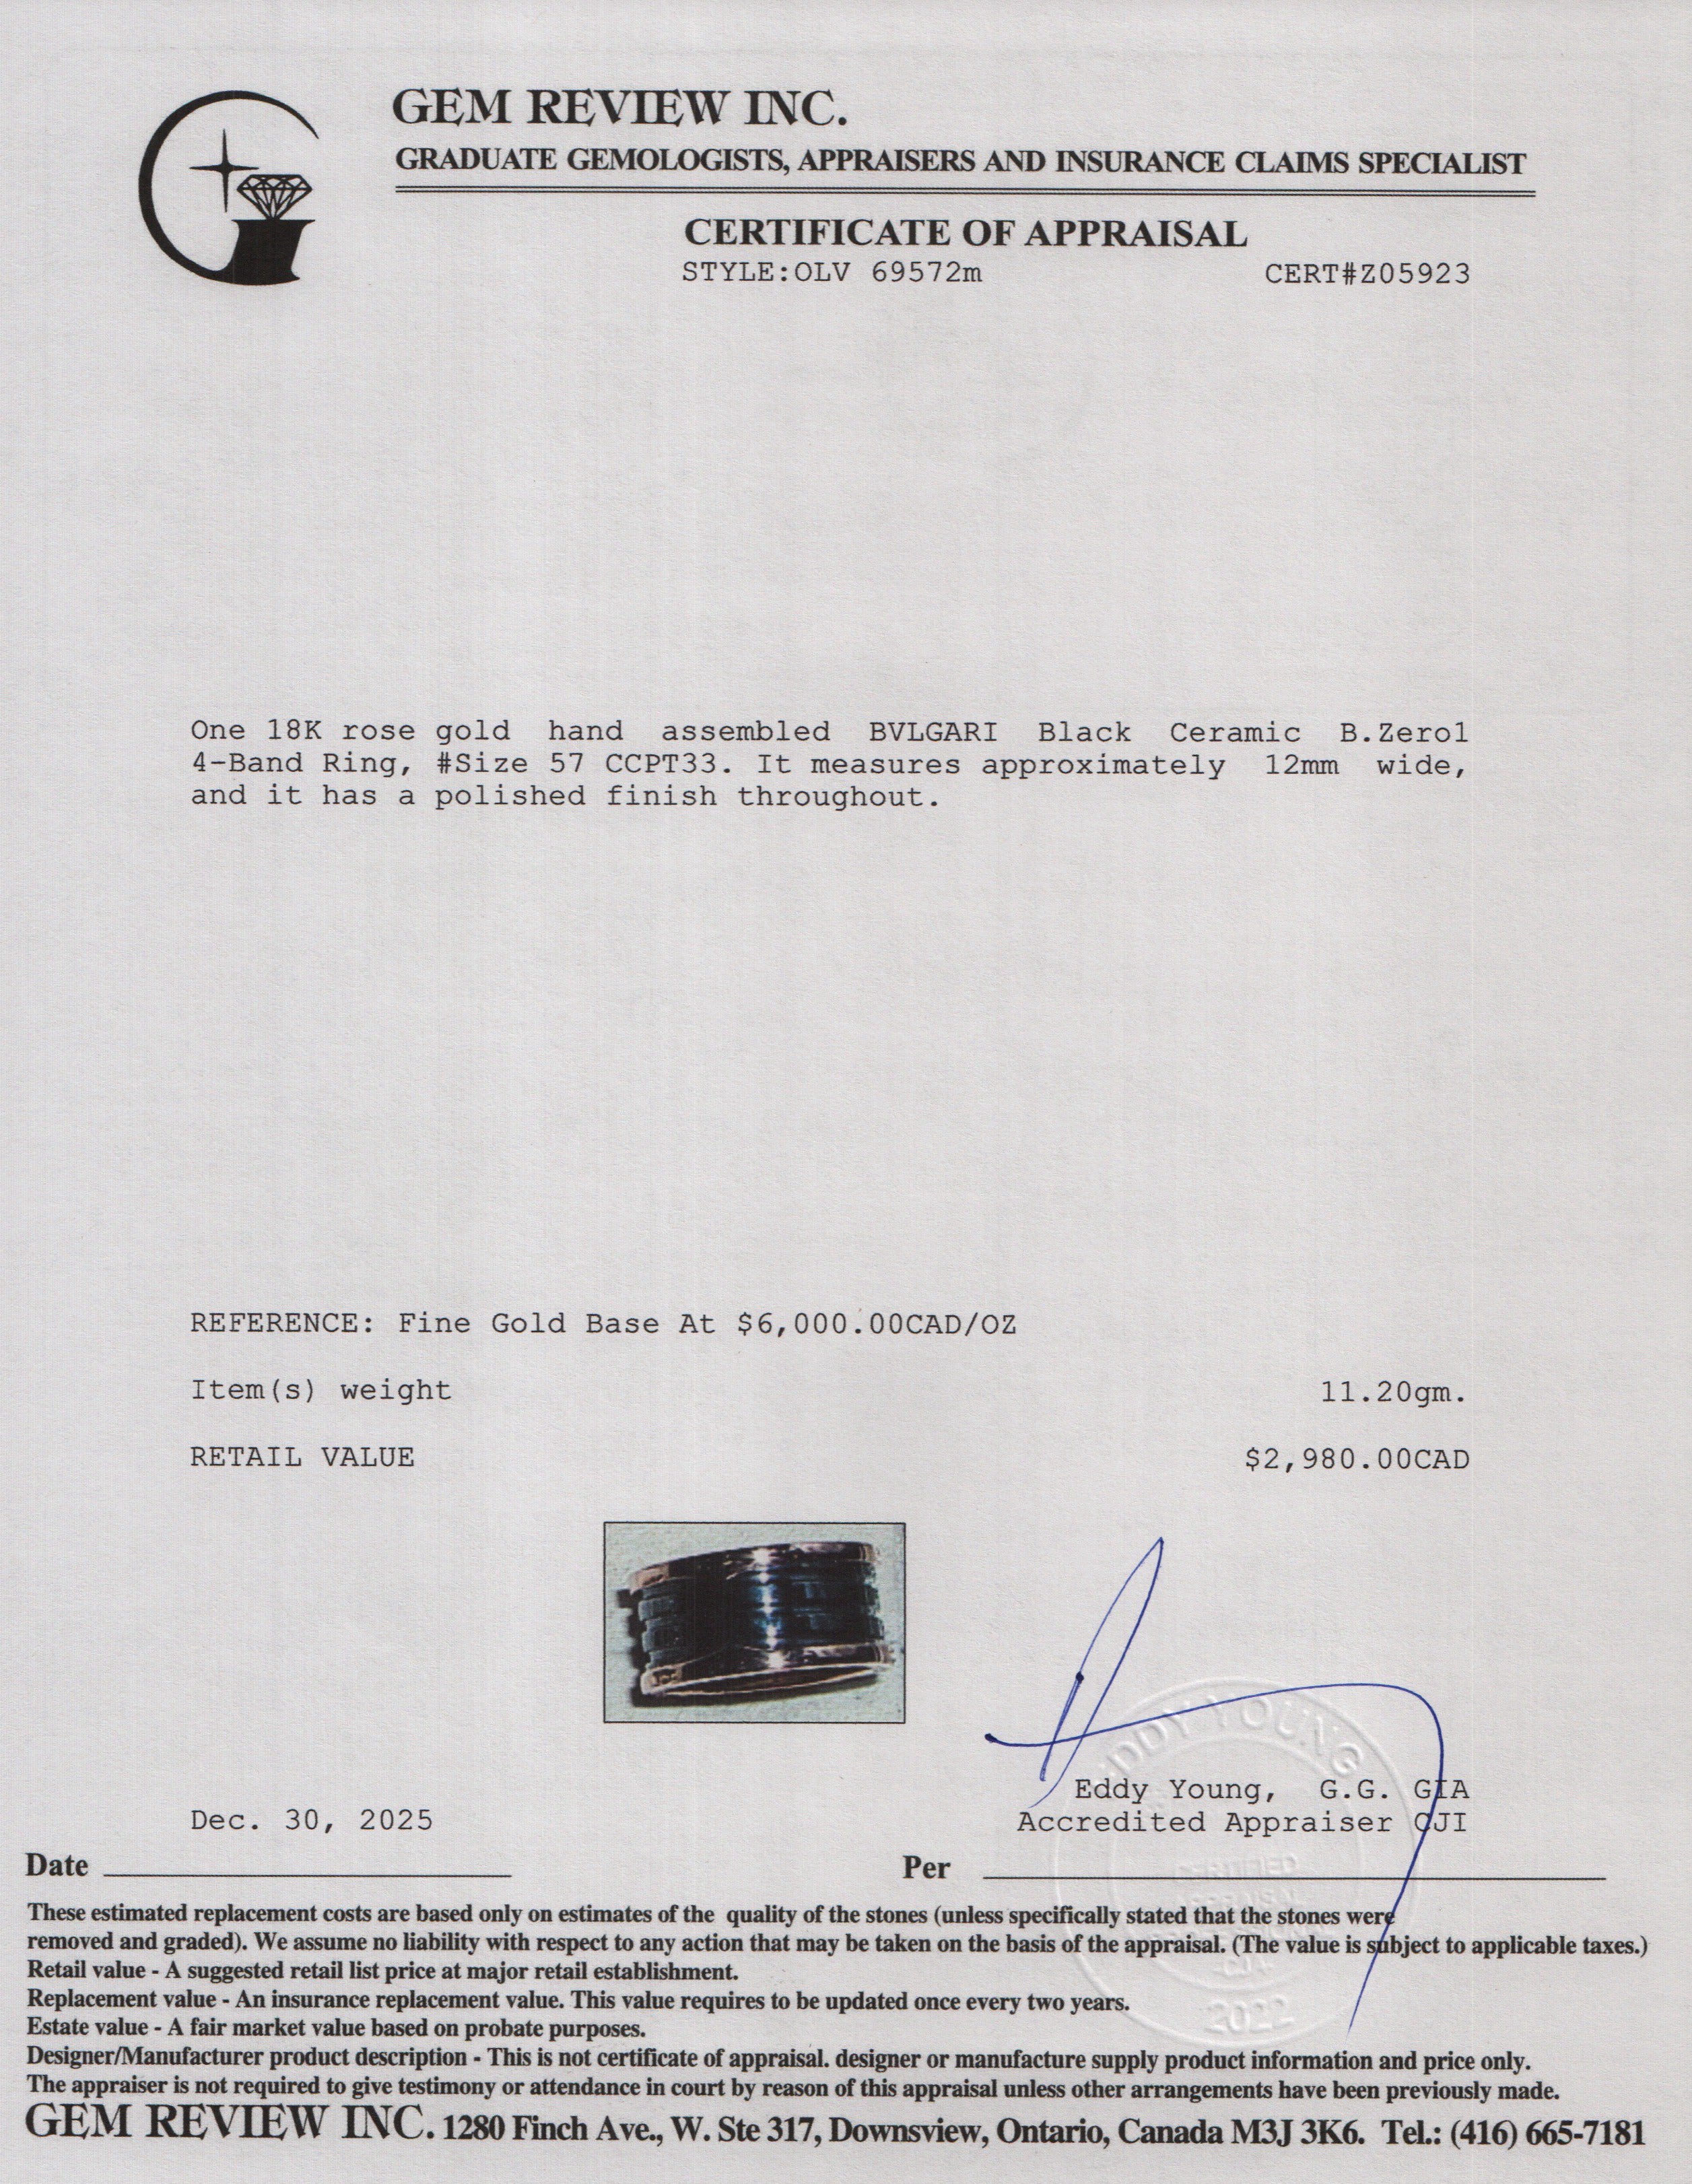 GEM REVIEW INC.
GRADUATE GEMOLOGISTS, APPRAISERS AND INSURANCE CLAIMS SPECIALIST
CERTIFICATE OF APPRAISAL
STYLE:OLV 69572m CERT#Z05923
One 18K rose gold hand assembled BVLGARI Black Ceramic B.Zero1
4-Band Ring, #Size 57 CCPT33. It measures approximately 12mm wide,
and it has a polished finish throughout.
REFERENCE: Fine Gold Base At $6,000.00CAD/OZ
Item(s) weight 11.20gm.
RETAIL VALUE $2,980.00CAD
DDY YOUNG
Eddy Young, G.G. GIA
Dec. 30, 2025 Accredited Appraiser CJI
Date Per
CERTIFIED
2022
These estimated replacement costs are based only on estimates of the quality of the stones (unless specifically stated that the stones were
removed and graded). We assume no liability with respect to any action that may be taken on the basis of the appraisal. (The value is subject to applicable taxes.)
Retail value - A suggested retail list price at major retail establishment.
Replacement value - An insurance replacement value. This value requires to be updated once every two years.
Estate value - A fair market value based on probate purposes.
Designer/Manufacturer product description - This is not certificate of appraisal. designer or manufacture supply product information and price only.
The appraiser is not required to give testimony or attendance in court by reason of this appraisal unless other arrangements have been previously made.
GEM REVIEW INC. 1280 Finch Ave., W. Ste 317, Downsview, Ontario, Canada M3J 3K6. Tel.: (416) 665-7181